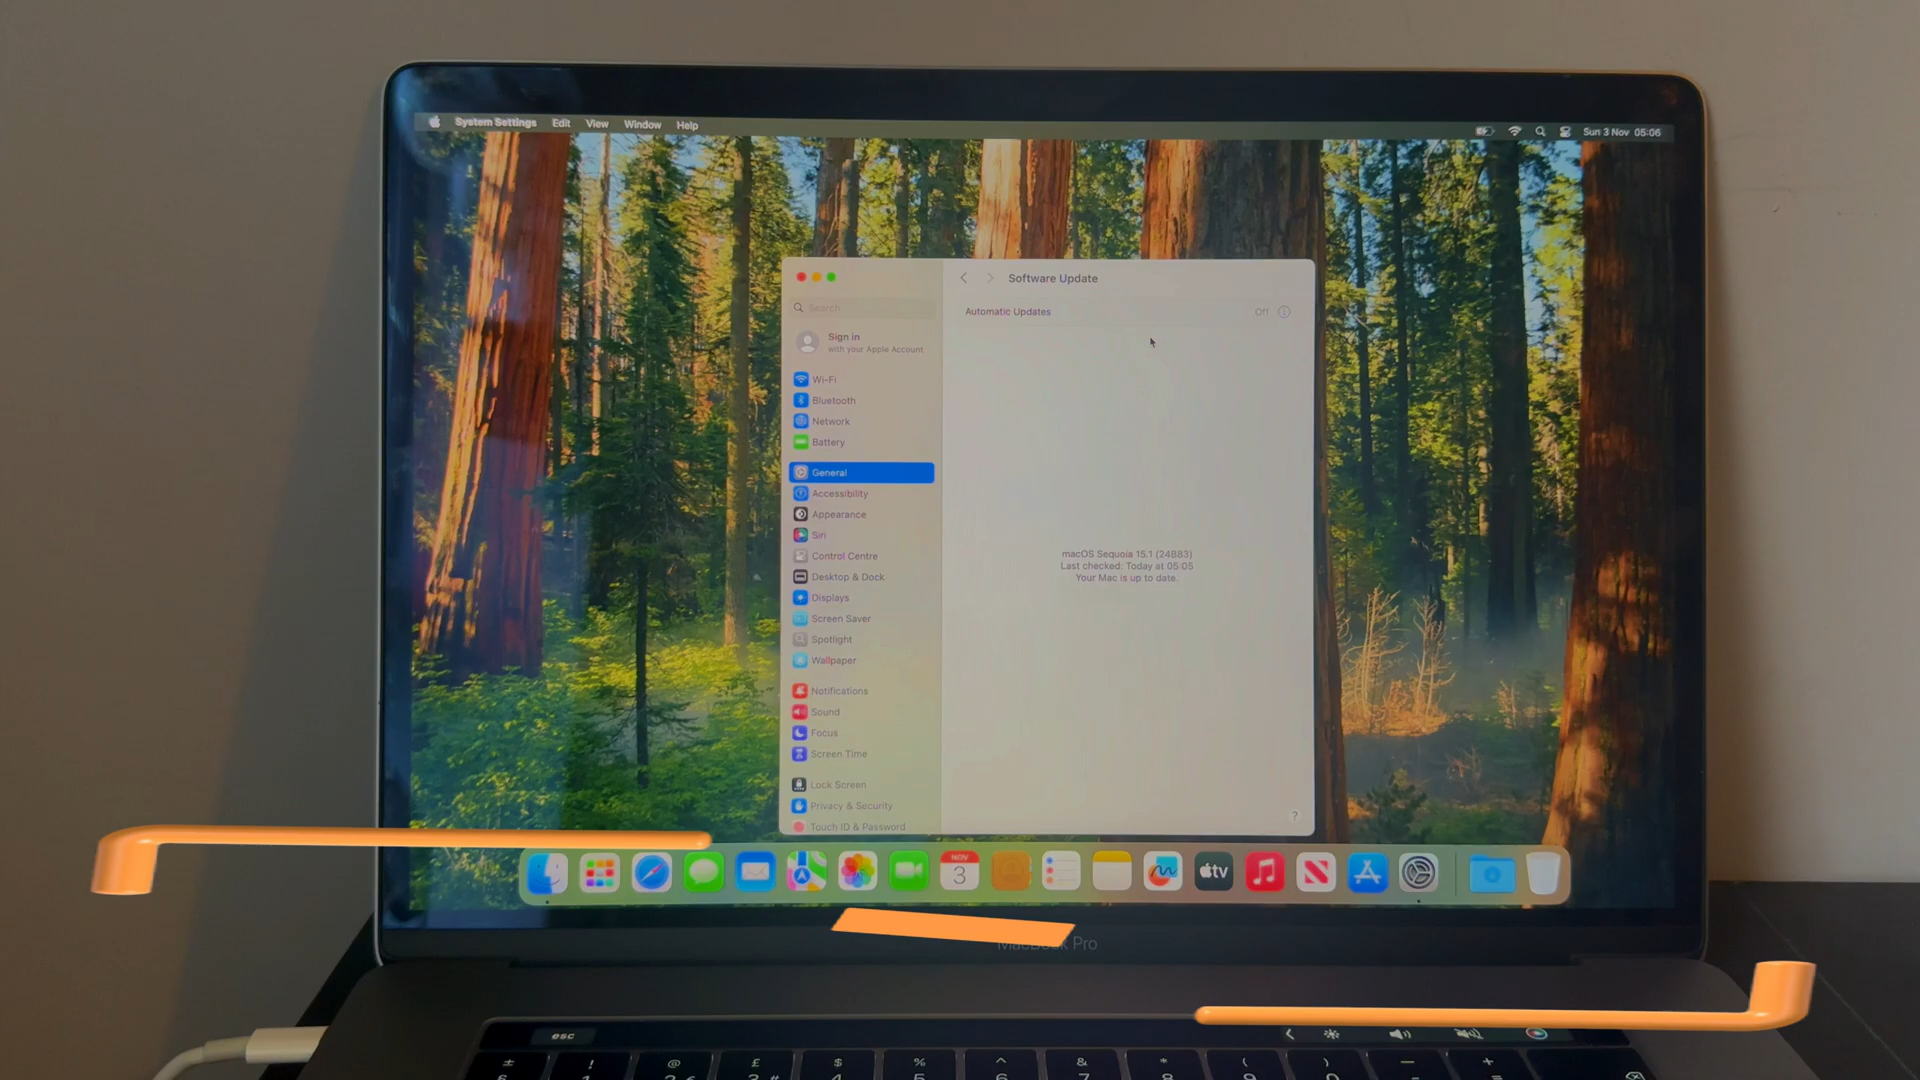 System Settings Edit View Window Help
Sun 3 Nov 05:06
Software Update
Search
Automatic Updates
Off
Sign in
with your Apple Account
Wi-Fi
Bluetooth
Network
Battery
General
Accessibility
Appearance
Siri
Control Centre
Desktop & Dock
Displays
Screen Saver
Spotlight
Wallpaper
Notifications
Sound
Focus
Screen Time
Lock Screen
Privacy & Security
Touch ID & Password
macOS Sequoia 15.1 (24B83)
Last checked: Today at 05:05
Your Mac is up to date.
?
NOV
3
tv
MacBook Pro
esc
± ! @ £ $ % ^ & * ( ) — +